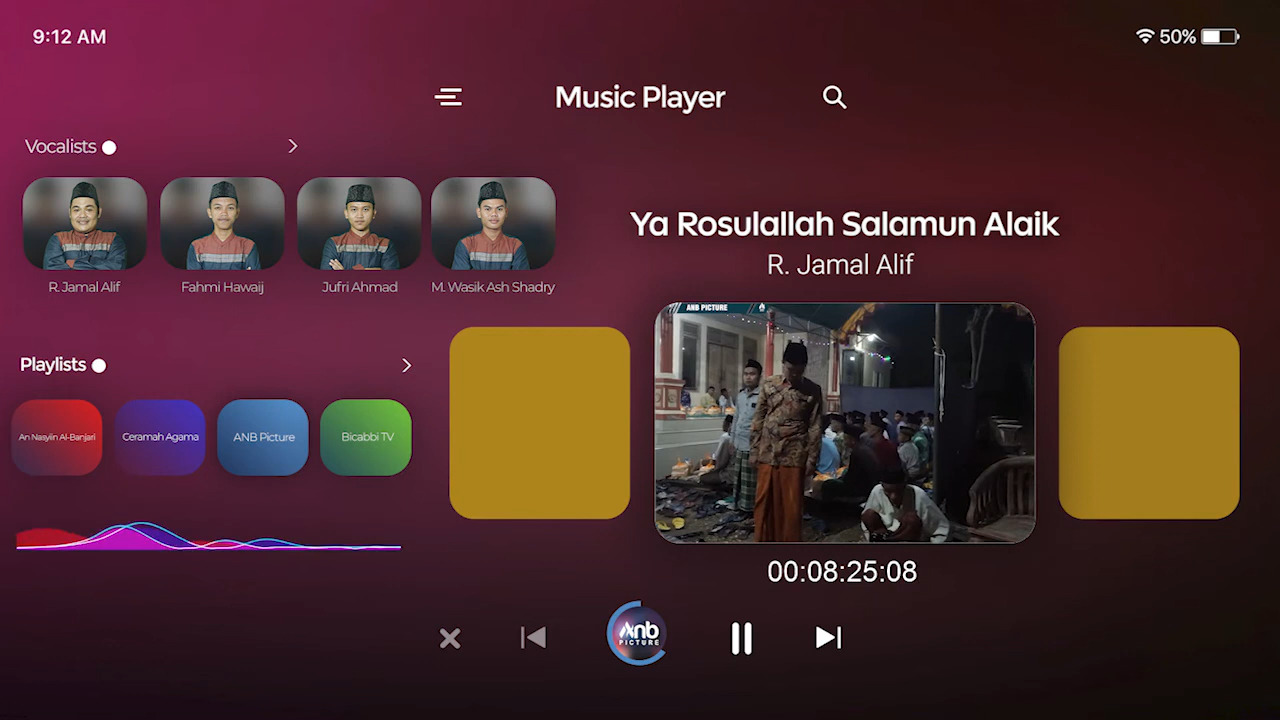 9:12 AM
50%
Music Player
Vocalists
R. Jamal Alif
Fahmi Hawaij
Jufri Ahmad
M. Wasik Ash Shadry
Ya Rosulallah Salamun Alaik
R. Jamal Alif
ANB PICTURE
Playlists
An Nasyiin Al-Banjari
Ceramah Agama
ANB Picture
Bicabbi TV
00:08:25:08
Anb
PICTURE